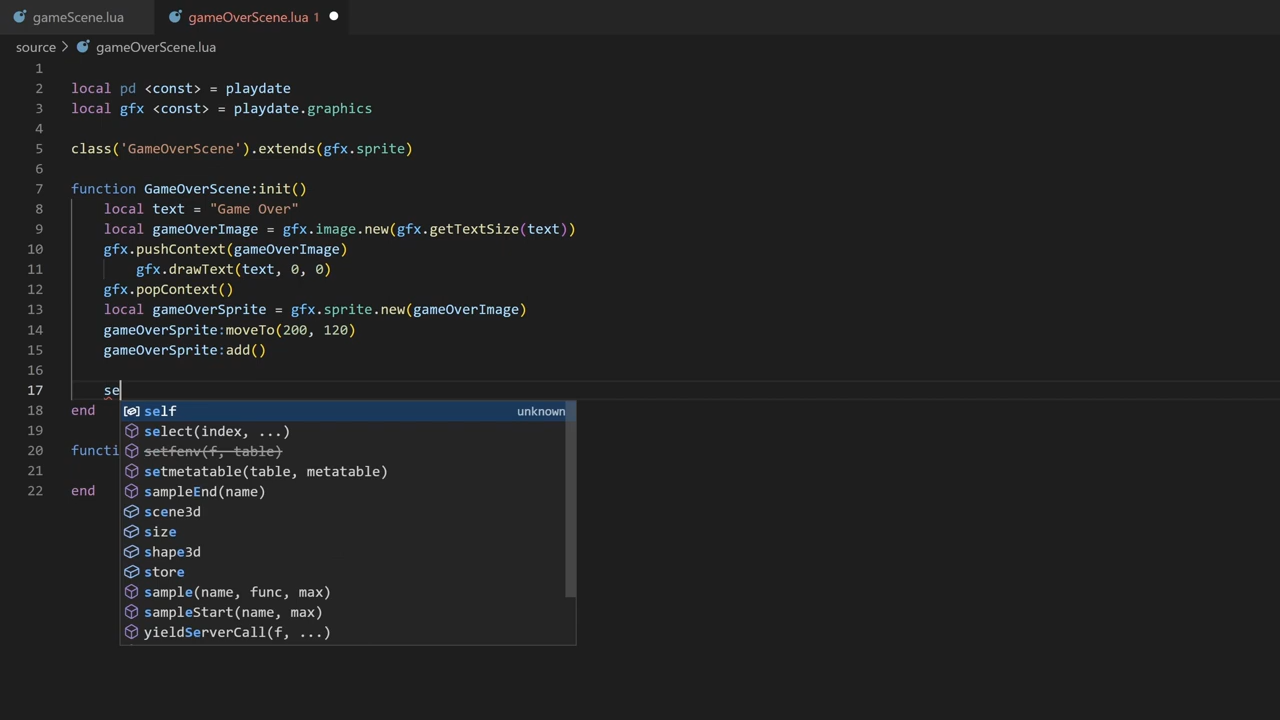 gameScene.lua
gameOverScene.lua 1
source > gameOverScene.lua
1
2 local pd <const> = playdate
3 local gfx <const> = playdate.graphics
4
5 class('GameOverScene').extends(gfx.sprite)
6
7 function GameOverScene:init()
8 local text = "Game Over"
9 local gameOverImage = gfx.image.new(gfx.getTextSize(text))
10 gfx.pushContext(gameOverImage)
11 gfx.drawText(text, 0, 0)
12 gfx.popContext()
13 local gameOverSprite = gfx.sprite.new(gameOverImage)
14 gameOverSprite:moveTo(200, 120)
15 gameOverSprite:add()
16
17 se
18 end
self unknown
19
select(index, ...)
20 functi
setfenv(f, table)
21
setmetatable(table, metatable)
22 end
sampleEnd(name)
scene3d
size
shape3d
store
sample(name, func, max)
sampleStart(name, max)
yieldServerCall(f, ...)